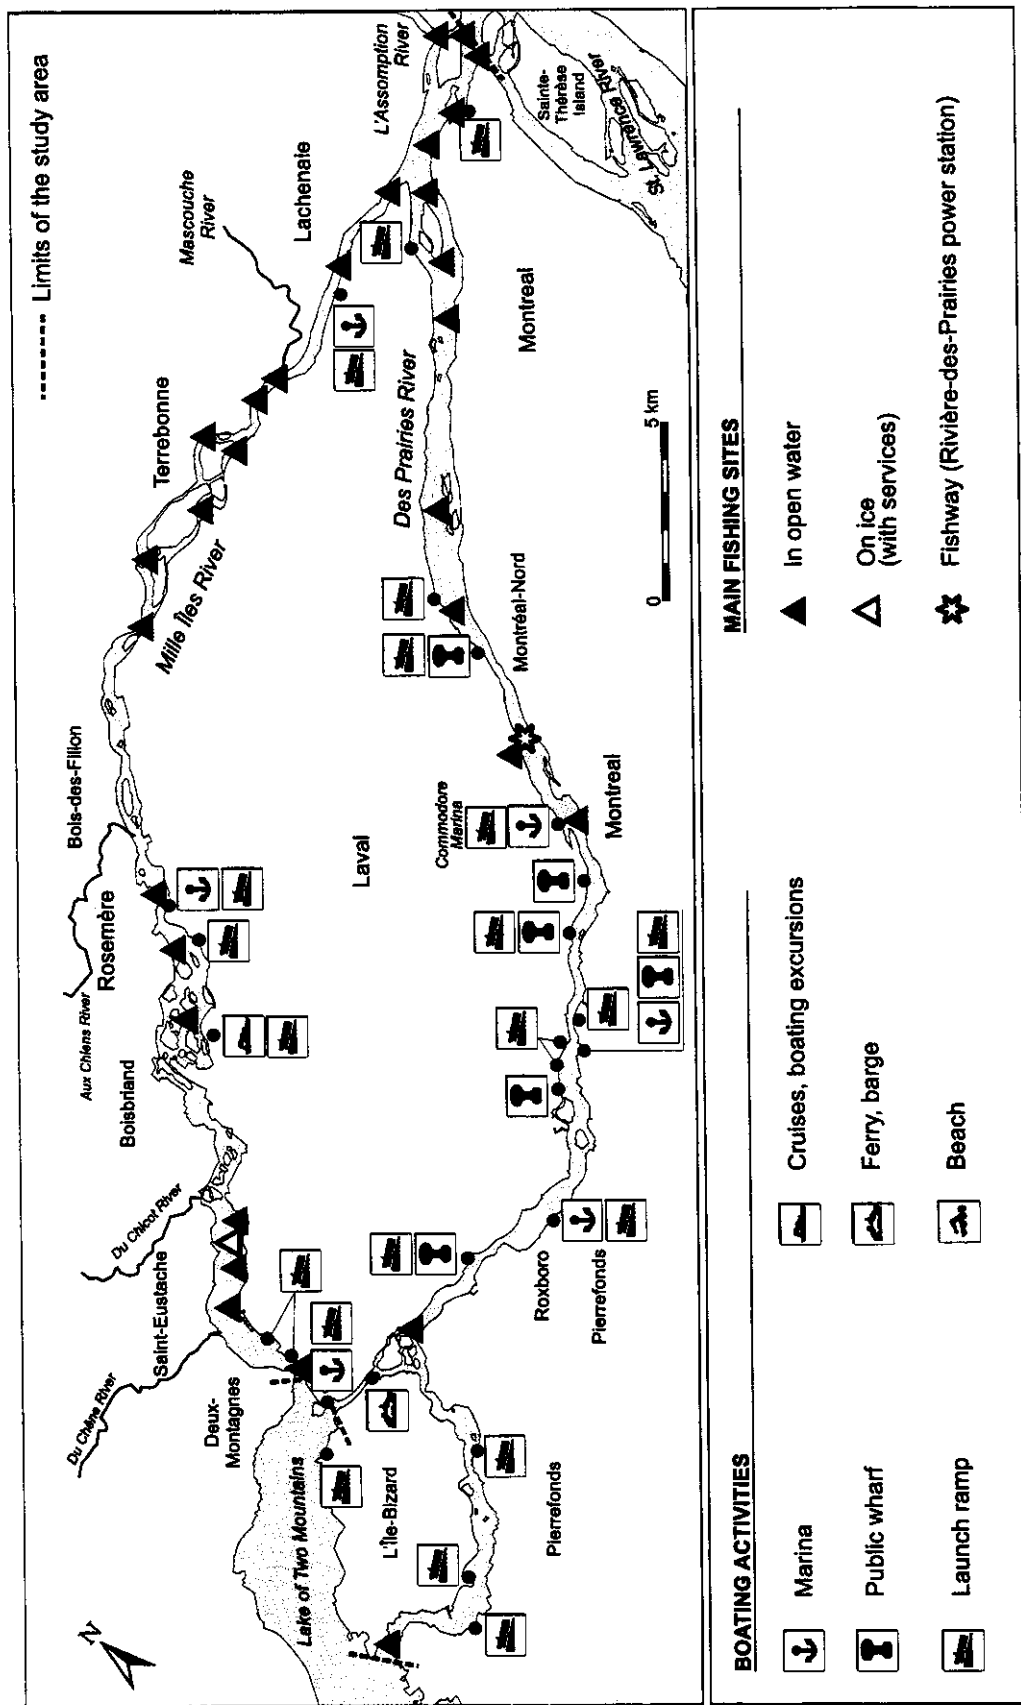 ------- Limits of the study area
N
Du Chêne River
Du Chicot River
Aux Chiens River
Mascouche
River
L'Assomption
River
Saint-Eustache
Deux-
Montagnes
Boisbriand
Rosemère
Bois-des-Filion
Terrebonne
Lachenaie
Mille Îles River
Lake of Two Mountains
L'Île-Bizard
Pierrefonds
Roxboro
Pierrefonds
Laval
Commodore
Marina
Montreal
Montréal-Nord
Des Prairies River
Montreal
Sainte-
Thérèse
Island
St. Lawrence River
0 5 km
BOATING ACTIVITIES
Marina
Public wharf
Launch ramp
Cruises, boating excursions
Ferry, barge
Beach
MAIN FISHING SITES
In open water
On ice
(with services)
Fishway (Rivière-des-Prairies power station)